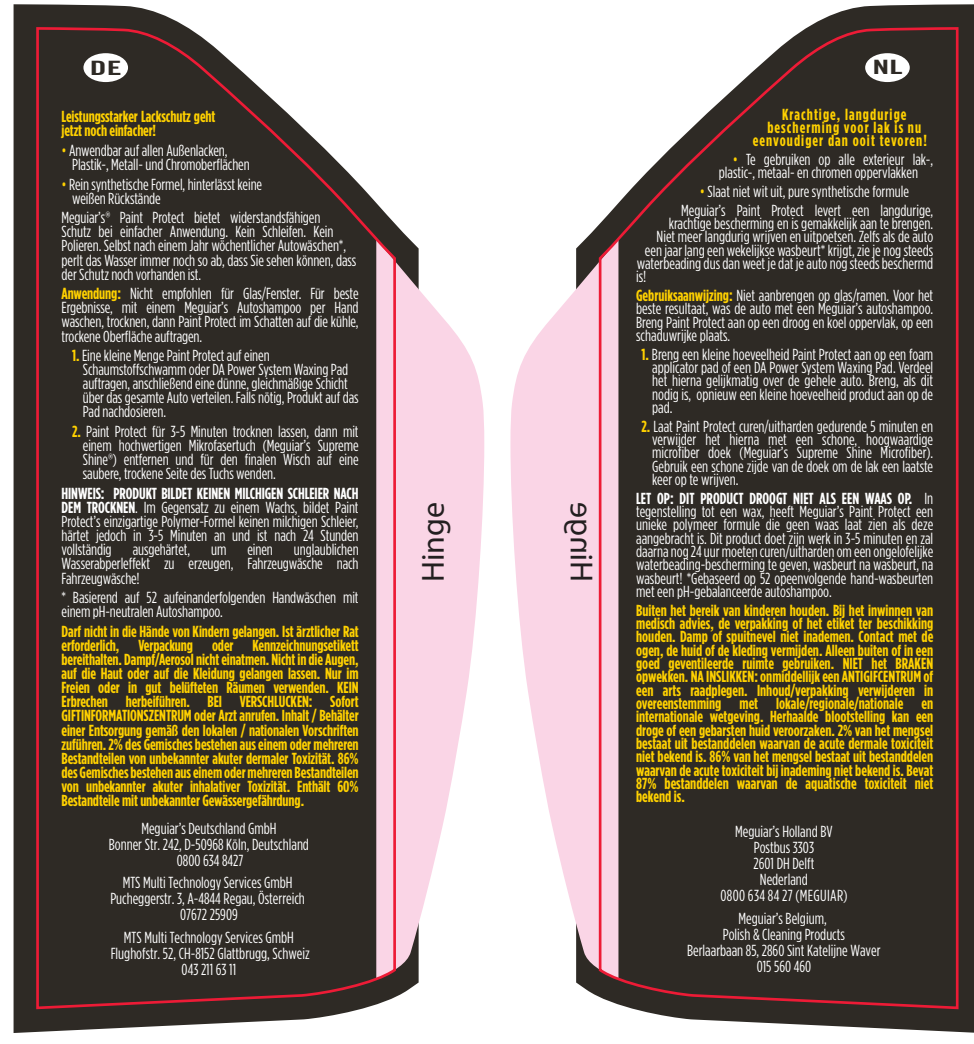 DE
Leistungsstarker Lackschutz geht
jetzt noch einfacher!
• Anwendbar auf allen Außenlacken,
Plastik-, Metall- und Chromoberflächen
• Rein synthetische Formel, hinterlässt keine
weißen Rückstände
Meguiar's® Paint Protect bietet widerstandsfähigen
Schutz bei einfacher Anwendung. Kein Schleifen. Kein
Polieren. Selbst nach einem Jahr wöchentlicher Autowäschen*,
perlt das Wasser immer noch so ab, dass Sie sehen können, dass
der Schutz noch vorhanden ist.
Anwendung: Nicht empfohlen für Glas/Fenster. Für beste
Ergebnisse, mit einem Meguiar's Autoshampoo per Hand
waschen, trocknen, dann Paint Protect im Schatten auf die kühle,
trockene Oberfläche auftragen.
1. Eine kleine Menge Paint Protect auf einen
Schaumstoffschwamm oder DA Power System Waxing Pad
auftragen, anschließend eine dünne, gleichmäßige Schicht
über das gesamte Auto verteilen. Falls nötig, Produkt auf das
Pad nachdosieren.
2. Paint Protect für 3-5 Minuten trocknen lassen, dann mit
einem hochwertigen Mikrofasertuch (Meguiar's Supreme
Shine®) entfernen und für den finalen Wisch auf eine
saubere, trockene Seite des Tuchs wenden.
HINWEIS: PRODUKT BILDET KEINEN MILCHIGEN SCHLEIER NACH
DEM TROCKNEN. Im Gegensatz zu einem Wachs, bildet Paint
Protect's einzigartige Polymer-Formel keinen milchigen Schleier,
härtet jedoch in 3-5 Minuten an und ist nach 24 Stunden
vollständig ausgehärtet, um einen unglaublichen
Wasserabperleffekt zu erzeugen, Fahrzeugwäsche nach
Fahrzeugwäsche!
* Basierend auf 52 aufeinanderfolgenden Handwäschen mit
einem pH-neutralen Autoshampoo.
Darf nicht in die Hände von Kindern gelangen. Ist ärztlicher Rat
erforderlich, Verpackung oder Kennzeichnungsetikett
bereithalten. Dampf/Aerosol nicht einatmen. Nicht in die Augen,
auf die Haut oder auf die Kleidung gelangen lassen. Nur im
Freien oder in gut belüfteten Räumen verwenden. KEIN
Erbrechen herbeiführen. BEI VERSCHLUCKEN: Sofort
GIFTINFORMATIONSZENTRUM oder Arzt anrufen. Inhalt / Behälter
einer Entsorgung gemäß den lokalen / nationalen Vorschriften
zuführen. 2% des Gemisches bestehen aus einem oder mehreren
Bestandteilen von unbekannter akuter dermaler Toxizität. 86%
des Gemisches bestehen aus einem oder mehreren Bestandteilen
von unbekannter akuter inhalativer Toxizität. Enthält 60%
Bestandteile mit unbekannter Gewässergefährdung.
Meguiar's Deutschland GmbH
Bonner Str. 242, D-50968 Köln, Deutschland
0800 634 8427
MTS Multi Technology Services GmbH
Pucheggerstr. 3, A-4844 Regau, Österreich
07672 25909
MTS Multi Technology Services GmbH
Flughofstr. 52, CH-8152 Glattbrugg, Schweiz
043 211 63 11
Hinge
Hinge
NL
Krachtige, langdurige
bescherming voor lak is nu
eenvoudiger dan ooit tevoren!
• Te gebruiken op alle exterieur lak-,
plastic-, metaal- en chromen oppervlakken
• Slaat niet wit uit, pure synthetische formule
Meguiar's Paint Protect levert een langdurige,
krachtige bescherming en is gemakkelijk aan te brengen.
Niet meer langdurig wrijven en uitpoetsen. Zelfs als de auto
een jaar lang een wekelijkse wasbeurt* krijgt, zie je nog steeds
waterbeading dus dan weet je dat je auto nog steeds beschermd
is!
Gebruiksaanwijzing: Niet aanbrengen op glas/ramen. Voor het
beste resultaat, was de auto met een Meguiar's autoshampoo.
Breng Paint Protect aan op een droog en koel oppervlak, op een
schaduwrijke plaats.
1. Breng een kleine hoeveelheid Paint Protect aan op een foam
applicator pad of een DA Power System Waxing Pad. Verdeel
het hierna gelijkmatig over de gehele auto. Breng, als dit
nodig is, opnieuw een kleine hoeveelheid product aan op de
pad.
2. Laat Paint Protect curen/uitharden gedurende 5 minuten en
verwijder het hierna met een schone, hoogwaardige
microfiber doek (Meguiar's Supreme Shine Microfiber).
Gebruik een schone zijde van de doek om de lak een laatste
keer op te wrijven.
LET OP: DIT PRODUCT DROOGT NIET ALS EEN WAAS OP. In
tegenstelling tot een wax, heeft Meguiar's Paint Protect een
unieke polymeer formule die geen waas laat zien als deze
aangebracht is. Dit product doet zijn werk in 3-5 minuten en zal
daarna nog 24 uur moeten curen/uitharden om een ongelofelijke
waterbeading-bescherming te geven, wasbeurt na wasbeurt, na
wasbeurt! *Gebaseerd op 52 opeenvolgende hand-wasbeurten
met een pH-gebalanceerde autoshampoo.
Buiten het bereik van kinderen houden. Bij het inwinnen van
medisch advies, de verpakking of het etiket ter beschikking
houden. Damp of spuitnevel niet inademen. Contact met de
ogen, de huid of de kleding vermijden. Alleen buiten of in een
goed geventileerde ruimte gebruiken. NIET het BRAKEN
opwekken. NA INSLIKKEN: onmiddellijk een ANTIGIFCENTRUM of
een arts raadplegen. Inhoud/verpakking verwijderen in
overeenstemming met lokale/regionale/nationale en
internationale wetgeving. Herhaalde blootstelling kan een
droge of een gebarsten huid veroorzaken. 2% van het mengsel
bestaat uit bestanddelen waarvan de acute dermale toxiciteit
niet bekend is. 86% van het mengsel bestaat uit bestanddelen
waarvan de acute toxiciteit bij inademing niet bekend is. Bevat
87% bestanddelen waarvan de aquatische toxiciteit niet
bekend is.
Meguiar's Holland BV
Postbus 3303
2601 DH Delft
Nederland
0800 634 84 27 (MEGUIAR)
Meguiar's Belgium,
Polish & Cleaning Products
Berlaarbaan 85, 2860 Sint Katelijne Waver
015 560 460